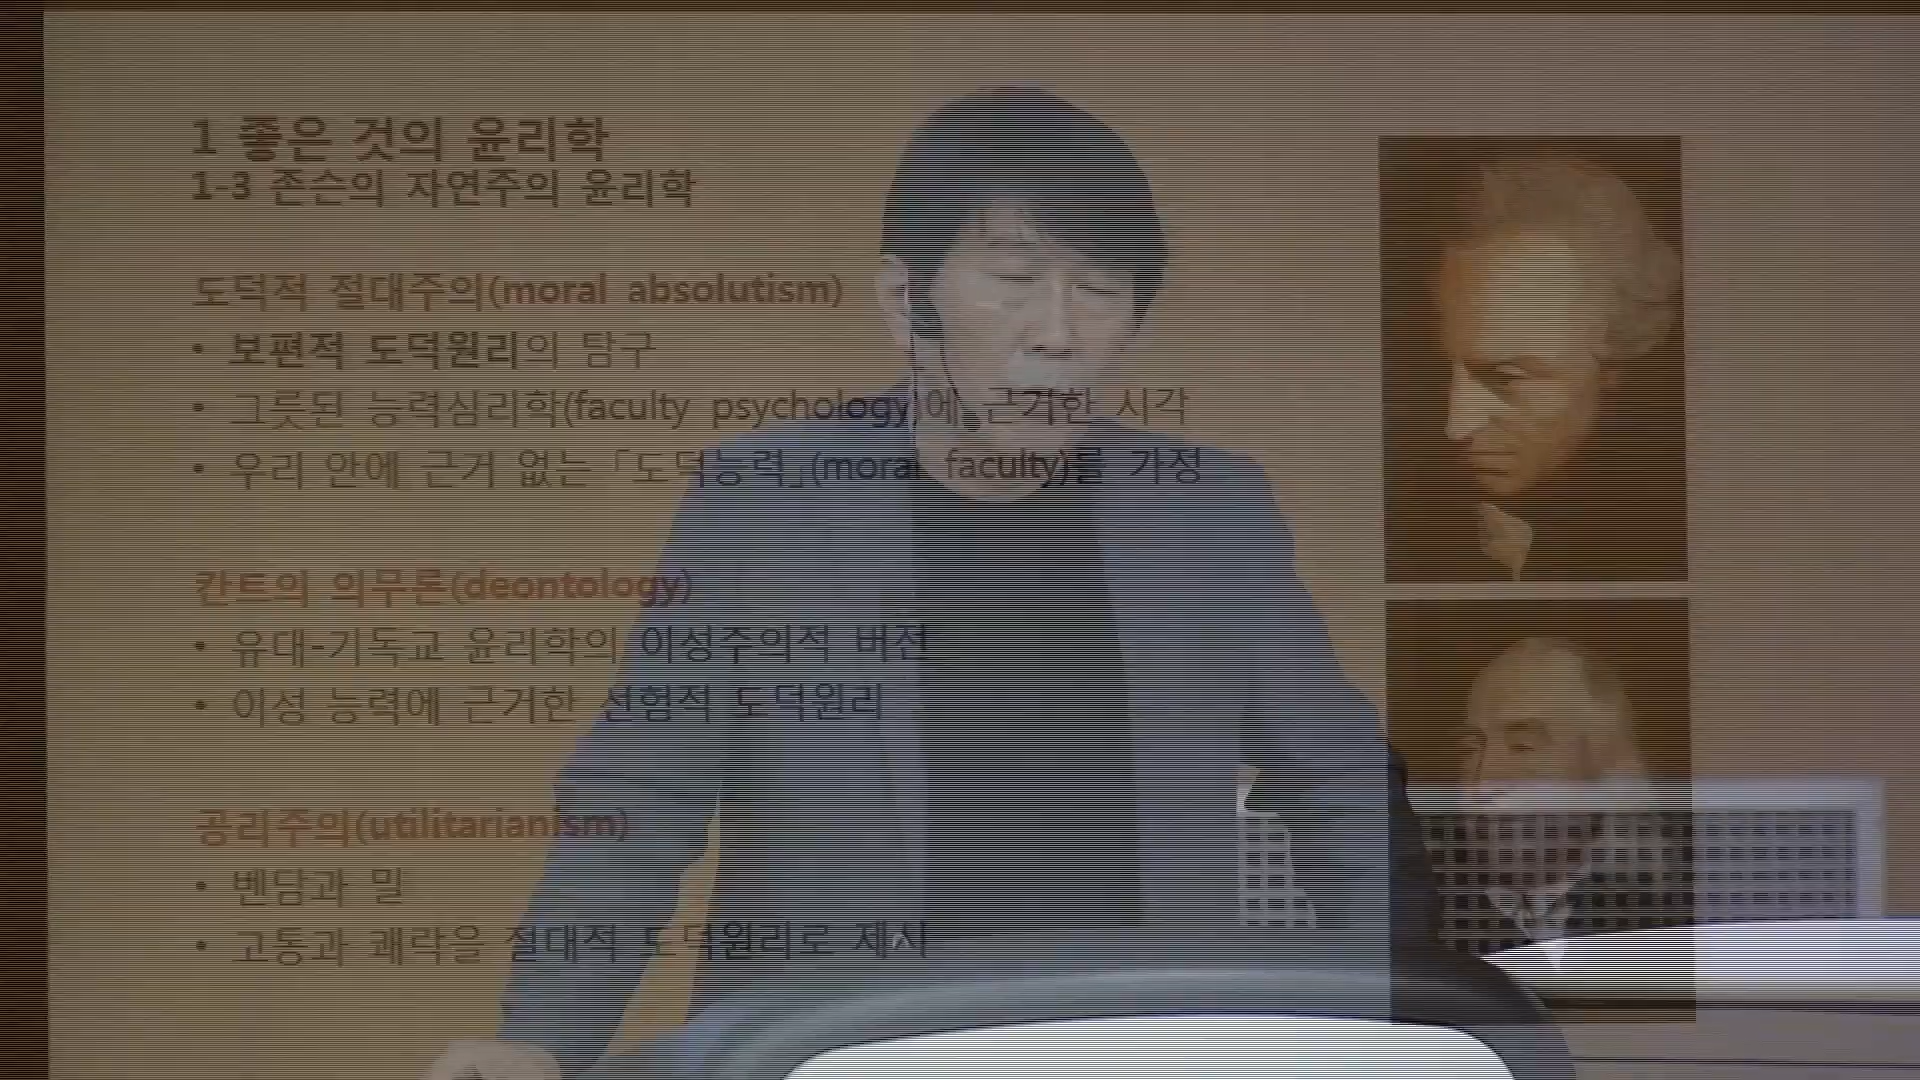 1 좋은 것의 윤리학
1-3 존슨의 자연주의 윤리학
도덕적 절대주의(moral absolutism)
• 보편적 도덕원리의 탐구
• 그릇된 능력심리학(faculty psychology)에 근거한 시각
• 우리 안에 근거 없는 「도덕능력」(moral faculty)를 가정
칸트의 의무론(deontology)
• 유대-기독교 윤리학의 이성주의적 버전
• 이성 능력에 근거한 선험적 도덕원리
공리주의(utilitarianism)
• 벤담과 밀
• 고통과 쾌락을 절대적 도덕원리로 제시